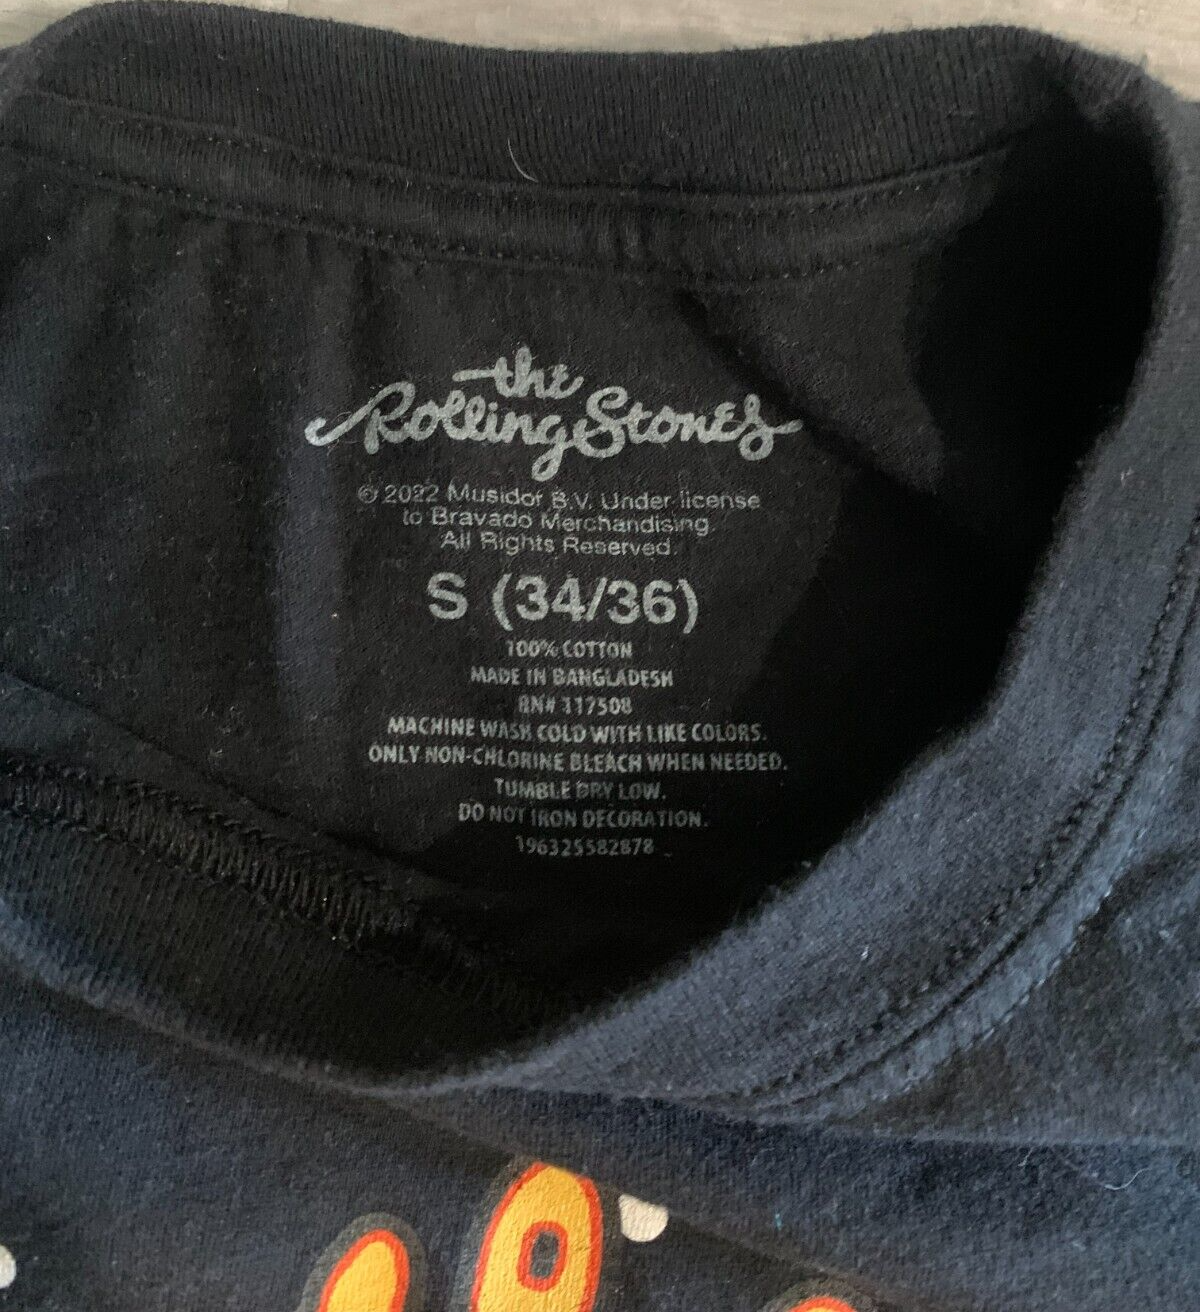 the
Rolling Stones
© 2022 Musidor B.V. Under license
to Bravado Merchandising.
All Rights Reserved.
S (34/36)
100% COTTON
MADE IN BANGLADESH
RN# 117508
MACHINE WASH COLD WITH LIKE COLORS.
ONLY NON-CHLORINE BLEACH WHEN NEEDED.
TUMBLE DRY LOW.
DO NOT IRON DECORATION.
196325582878